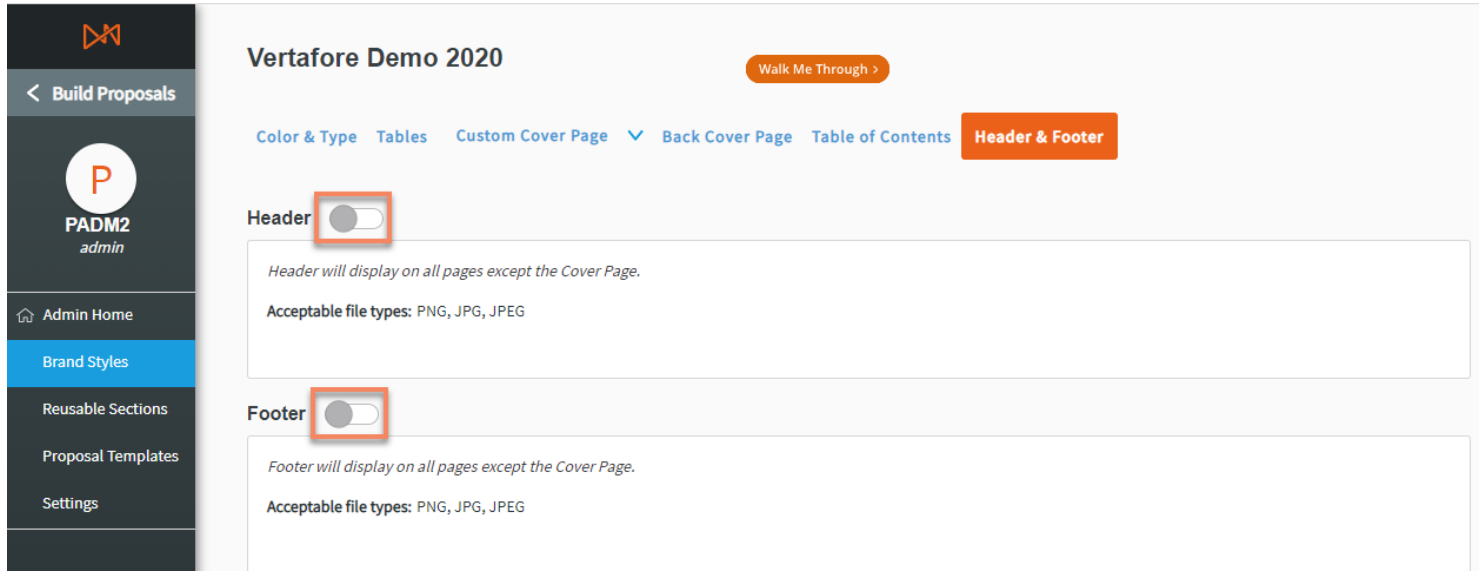 Vertafore Demo 2020
Walk Me Through >
< Build Proposals
Color & Type Tables Custom Cover Page Back Cover Page Table of Contents Header & Footer
P
PADM2
admin
Admin Home
Brand Styles
Reusable Sections
Proposal Templates
Settings
Header
Header will display on all pages except the Cover Page.
Acceptable file types: PNG, JPG, JPEG
Footer
Footer will display on all pages except the Cover Page.
Acceptable file types: PNG, JPG, JPEG